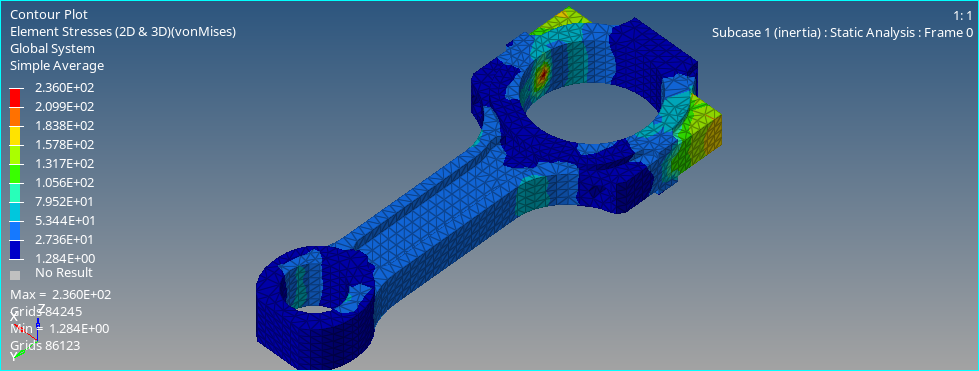 Contour Plot
Element Stresses (2D & 3D)(vonMises)
Global System
Simple Average
2.360E+02
2.099E+02
1.838E+02
1.578E+02
1.317E+02
1.056E+02
7.952E+01
5.344E+01
2.736E+01
1.284E+00
No Result
Max = 2.360E+02
Grids 84245
Min = 1.284E+00
Grids 86123
X
Z
Y
1: 1
Subcase 1 (inertia) : Static Analysis : Frame 0